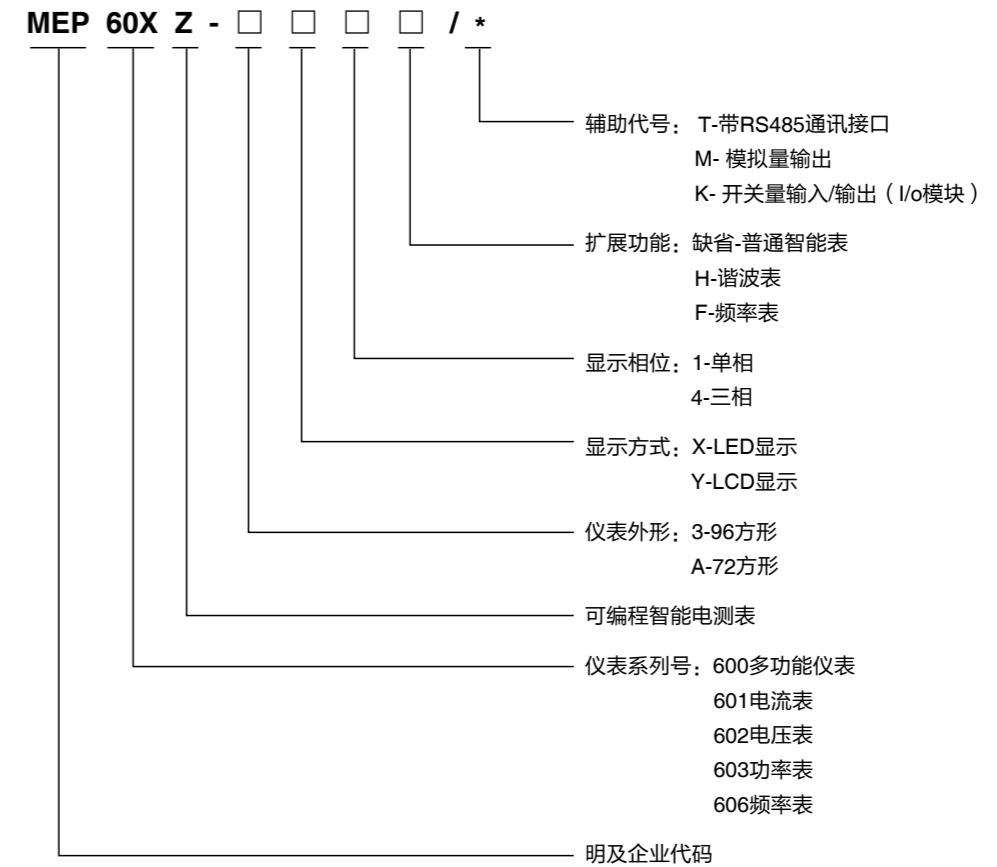 MEP 60X Z - □ □ □ □ / *
辅助代号： T-带RS485通讯接口
M- 模拟量输出
K- 开关量输入/输出（I/o模块）
扩展功能：缺省-普通智能表
H-谐波表
F-频率表
显示相位：1-单相
4-三相
显示方式：X-LED显示
Y-LCD显示
仪表外形：3-96方形
A-72方形
可编程智能电测表
仪表系列号：600多功能仪表
601电流表
602电压表
603功率表
606频率表
明及企业代码